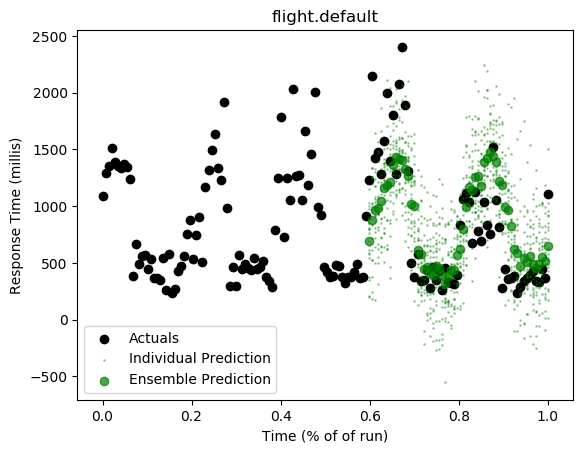 flight.default
2500
2000
1500
1000
500
0
−500
Response Time (millis)
Actuals
Individual Prediction
Ensemble Prediction
0.0 0.2 0.4 0.6 0.8 1.0
Time (% of of run)